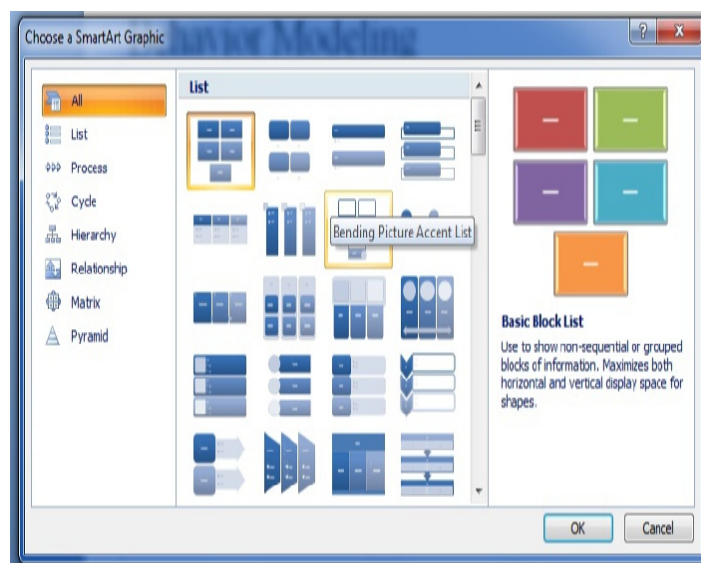 Behavior Modeling
Choose a SmartArt Graphic
?
X
All
List
Process
Cycle
Hierarchy
Relationship
Matrix
Pyramid
List
Bending Picture Accent List
Basic Block List
Use to show non-sequential or grouped
blocks of information. Maximizes both
horizontal and vertical display space for
shapes.
OK
Cancel